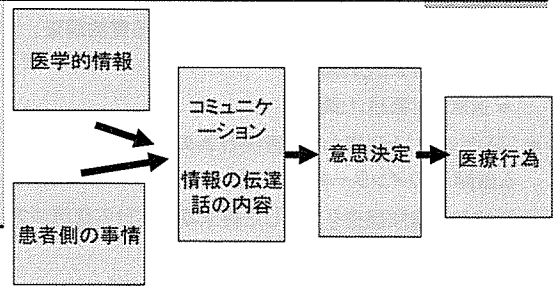 医学的情報
患者側の事情
コミュニケ
ーション
情報の伝達
話の内容
意思決定
医療行為